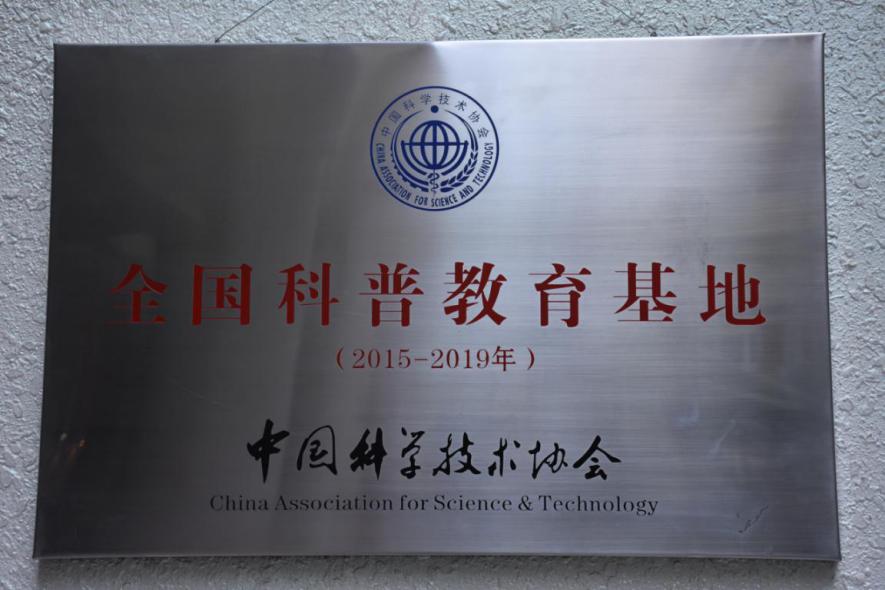 中国科学技术协会
CHINA ASSOCIATION FOR SCIENCE AND TECHNOLOGY
全国科普教育基地
(2015-2019年)
中国科学技术协会
China Association for Science & Technology